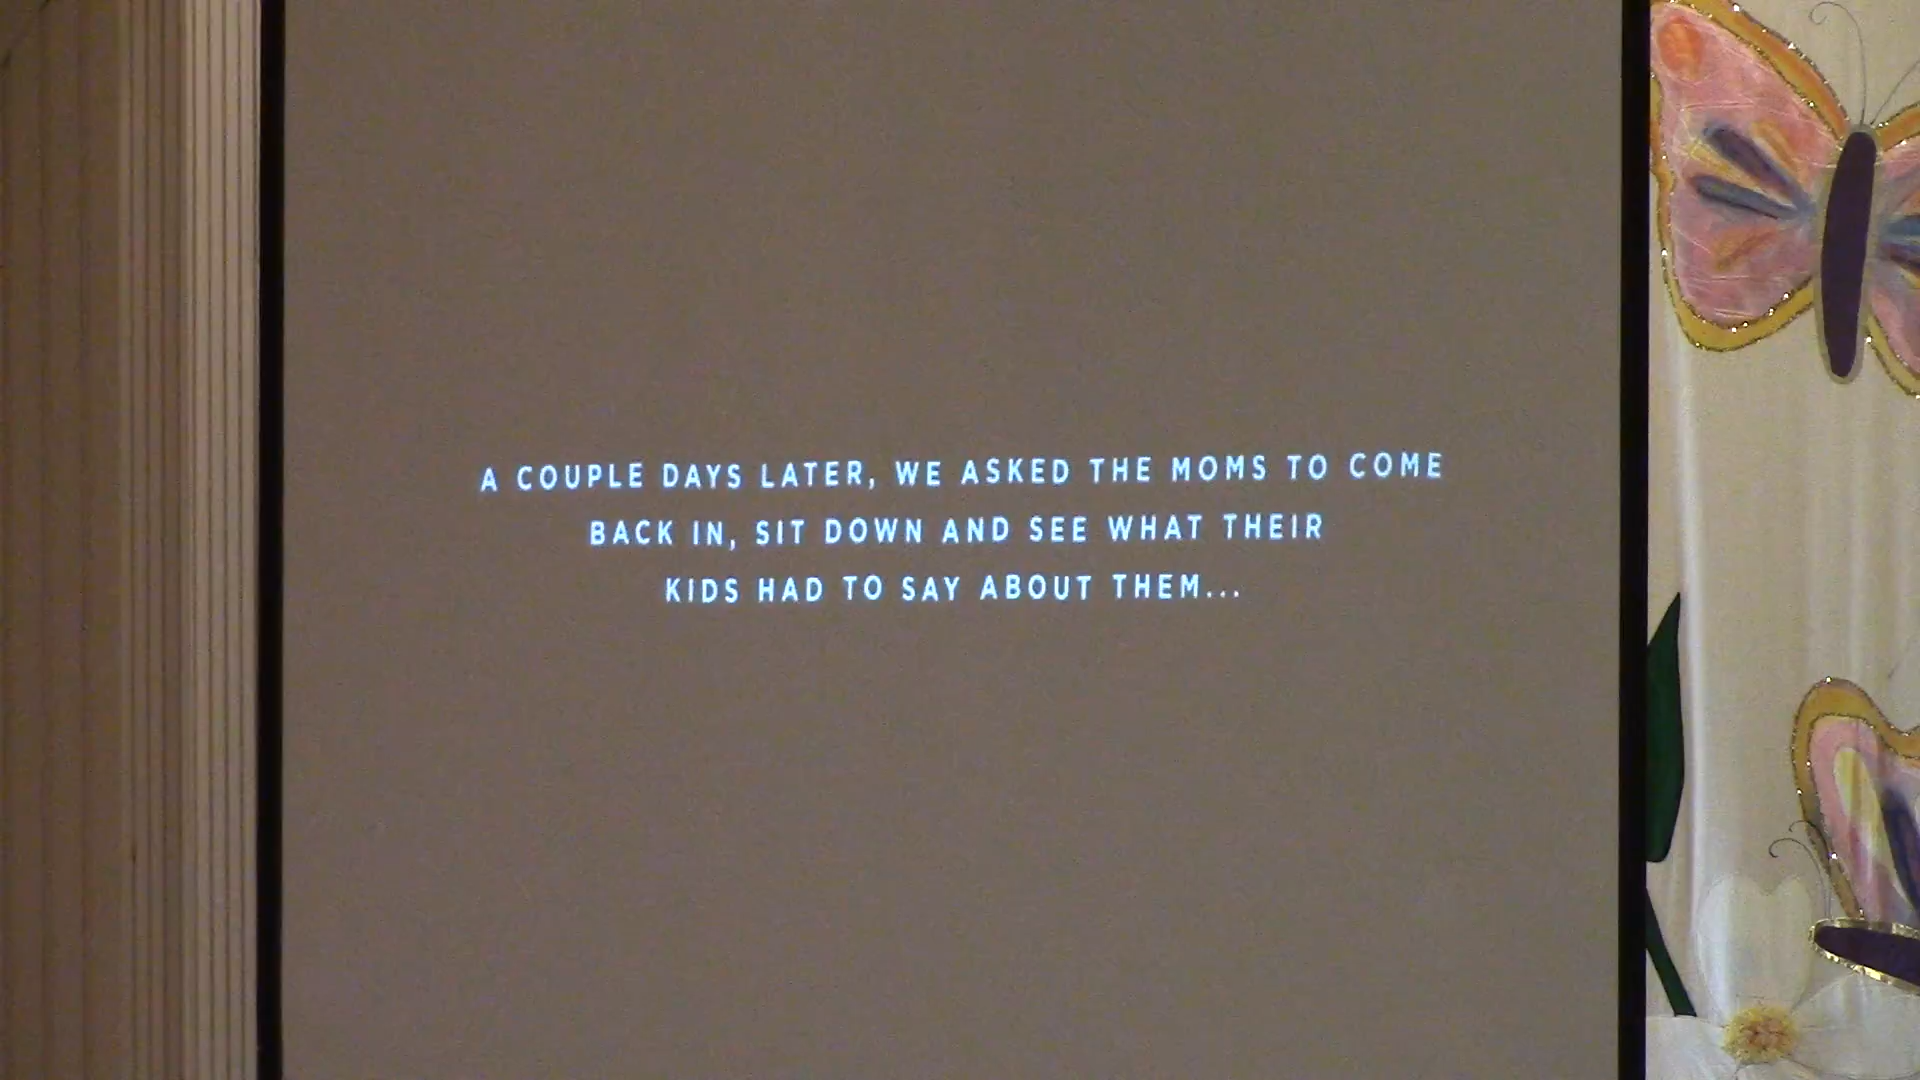 A COUPLE DAYS LATER, WE ASKED THE MOMS TO COME
BACK IN, SIT DOWN AND SEE WHAT THEIR
KIDS HAD TO SAY ABOUT THEM...